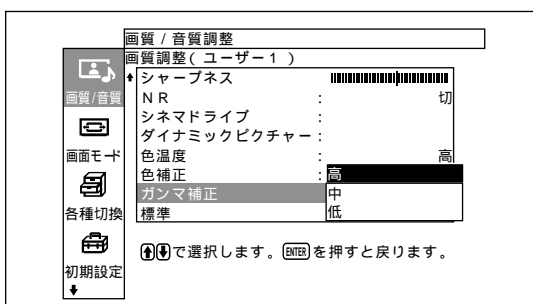 画質 / 音質調整
画質調整( ユーザー1 )
画質/音質
画面モード
各種切換
初期設定
シャープネス
NR : 切
シネマドライブ :
ダイナミックピクチャー :
色温度 : 高
色補正 : 高
ガンマ補正 中
標準 低
で選択します。ENTERを押すと戻ります。